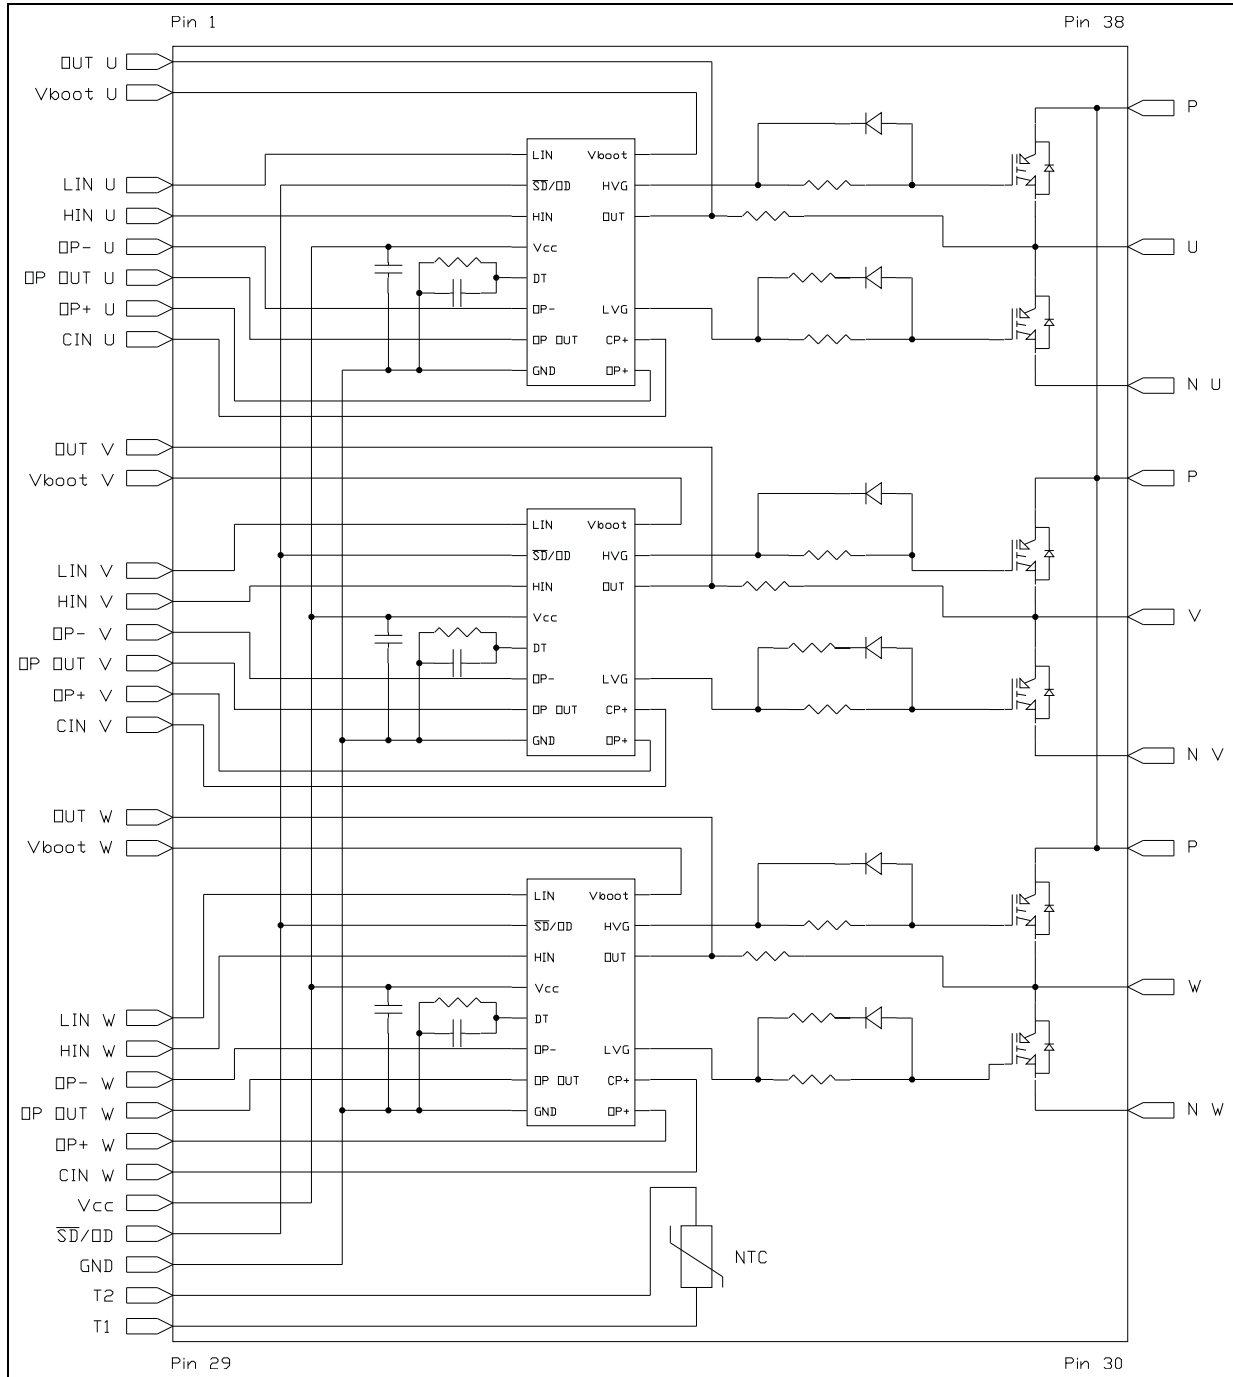 Pin 1
Pin 38
OUT U
Vboot U
LIN U
HIN U
OP- U
OP OUT U
OP+ U
CIN U
LIN
SD/OD
HIN
Vcc
DT
OP-
OP OUT
GND
Vboot
HVG
OUT
LVG
CP+
OP+
P
U
N U
OUT V
Vboot V
LIN V
HIN V
OP- V
OP OUT V
OP+ V
CIN V
LIN
SD/OD
HIN
Vcc
DT
OP-
OP OUT
GND
Vboot
HVG
OUT
LVG
CP+
OP+
P
V
N V
OUT W
Vboot W
LIN W
HIN W
OP- W
OP OUT W
OP+ W
CIN W
Vcc
SD/OD
GND
T2
T1
LIN
SD/OD
HIN
Vcc
DT
OP-
OP OUT
GND
Vboot
HVG
OUT
LVG
CP+
OP+
P
W
N W
NTC
Pin 29
Pin 30